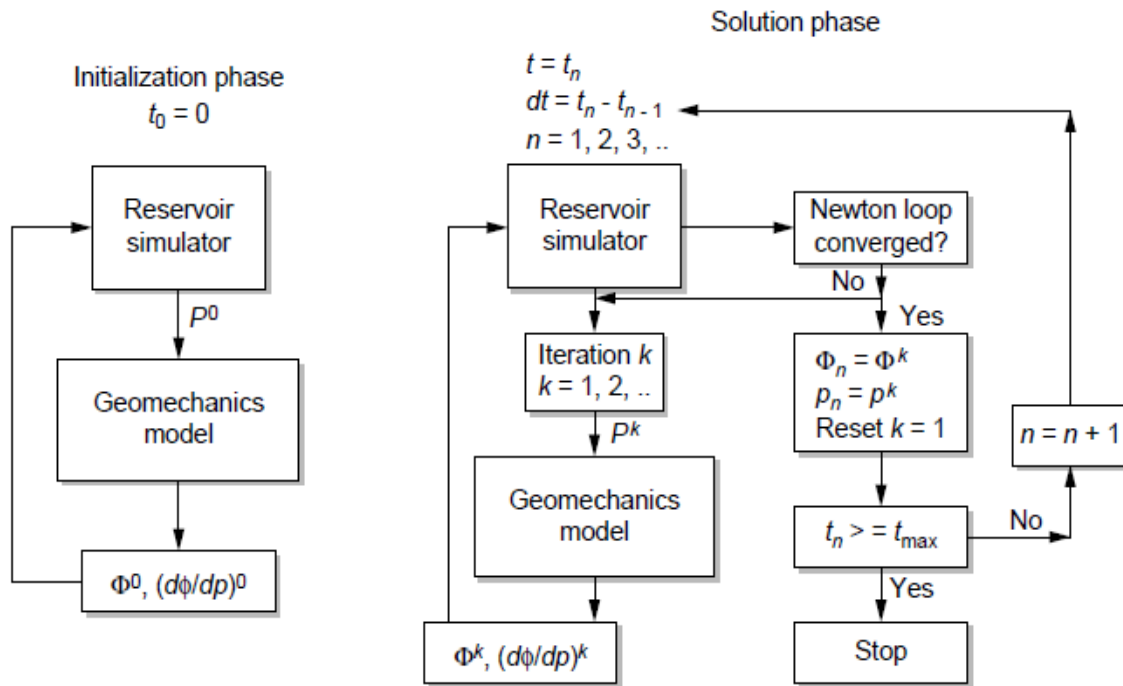 Initialization phase
t₀ = 0
Reservoir
simulator
P⁰
Geomechanics
model
Φ⁰, (dϕ/dp)⁰
Solution phase
t = tₙ
dt = tₙ - tₙ ₋ ₁
n = 1, 2, 3, ..
Reservoir
simulator
Newton loop
converged?
No
Yes
Iteration k
k = 1, 2, ..
Pᵏ
Geomechanics
model
Φᵏ, (dϕ/dp)ᵏ
Φₙ = Φᵏ
pₙ = pᵏ
Reset k = 1
tₙ > = tₘₐₓ
No
n = n + 1
Yes
Stop